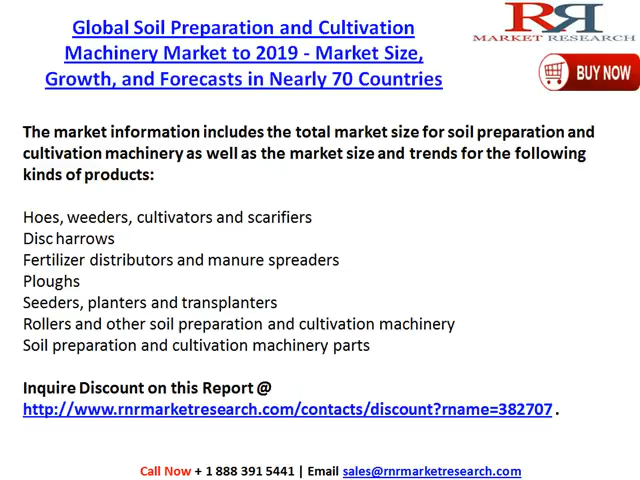 Global Soil Preparation and Cultivation
Machinery Market to 2019 - Market Size,
Growth, and Forecasts in Nearly 70 Countries
RR
MARKET RESEARCH
BUY NOW
The market information includes the total market size for soil preparation and
cultivation machinery as well as the market size and trends for the following
kinds of products:
Hoes, weeders, cultivators and scarifiers
Disc harrows
Fertilizer distributors and manure spreaders
Ploughs
Seeders, planters and transplanters
Rollers and other soil preparation and cultivation machinery
Soil preparation and cultivation machinery parts
Inquire Discount on this Report @
http://www.rnrmarketresearch.com/contacts/discount?rname=382707 .
Call Now + 1 888 391 5441 | Email sales@rnrmarketresearch.com